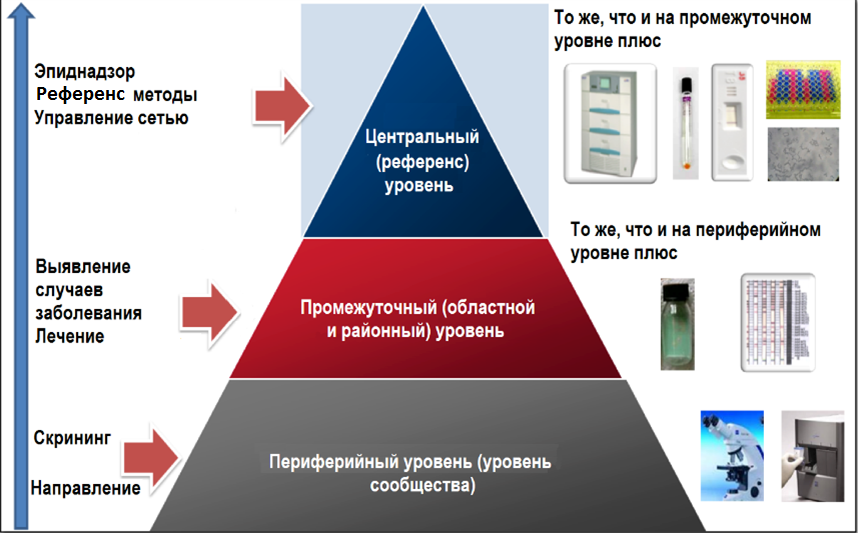 То же, что и на промежуточном
уровне плюс
Эпиднадзор
Референс методы
Управление сетью
Центральный
(референс)
уровень
То же, что и на периферийном
уровне плюс
Выявление
случаев
заболевания
Лечение
Промежуточный (областной
и районный) уровень
Скрининг
Направление
Периферийный уровень (уровень
сообщества)